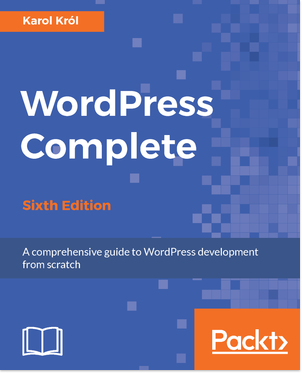 Karol Król
WordPress
Complete
Sixth Edition
A comprehensive guide to WordPress development
from scratch
Packt>